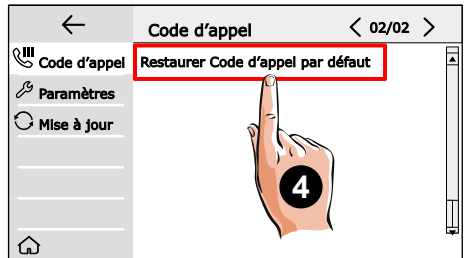 Code d’appel
02/02
Code d’appel
Restaurer Code d’appel par défaut
Paramètres
Mise à jour
4